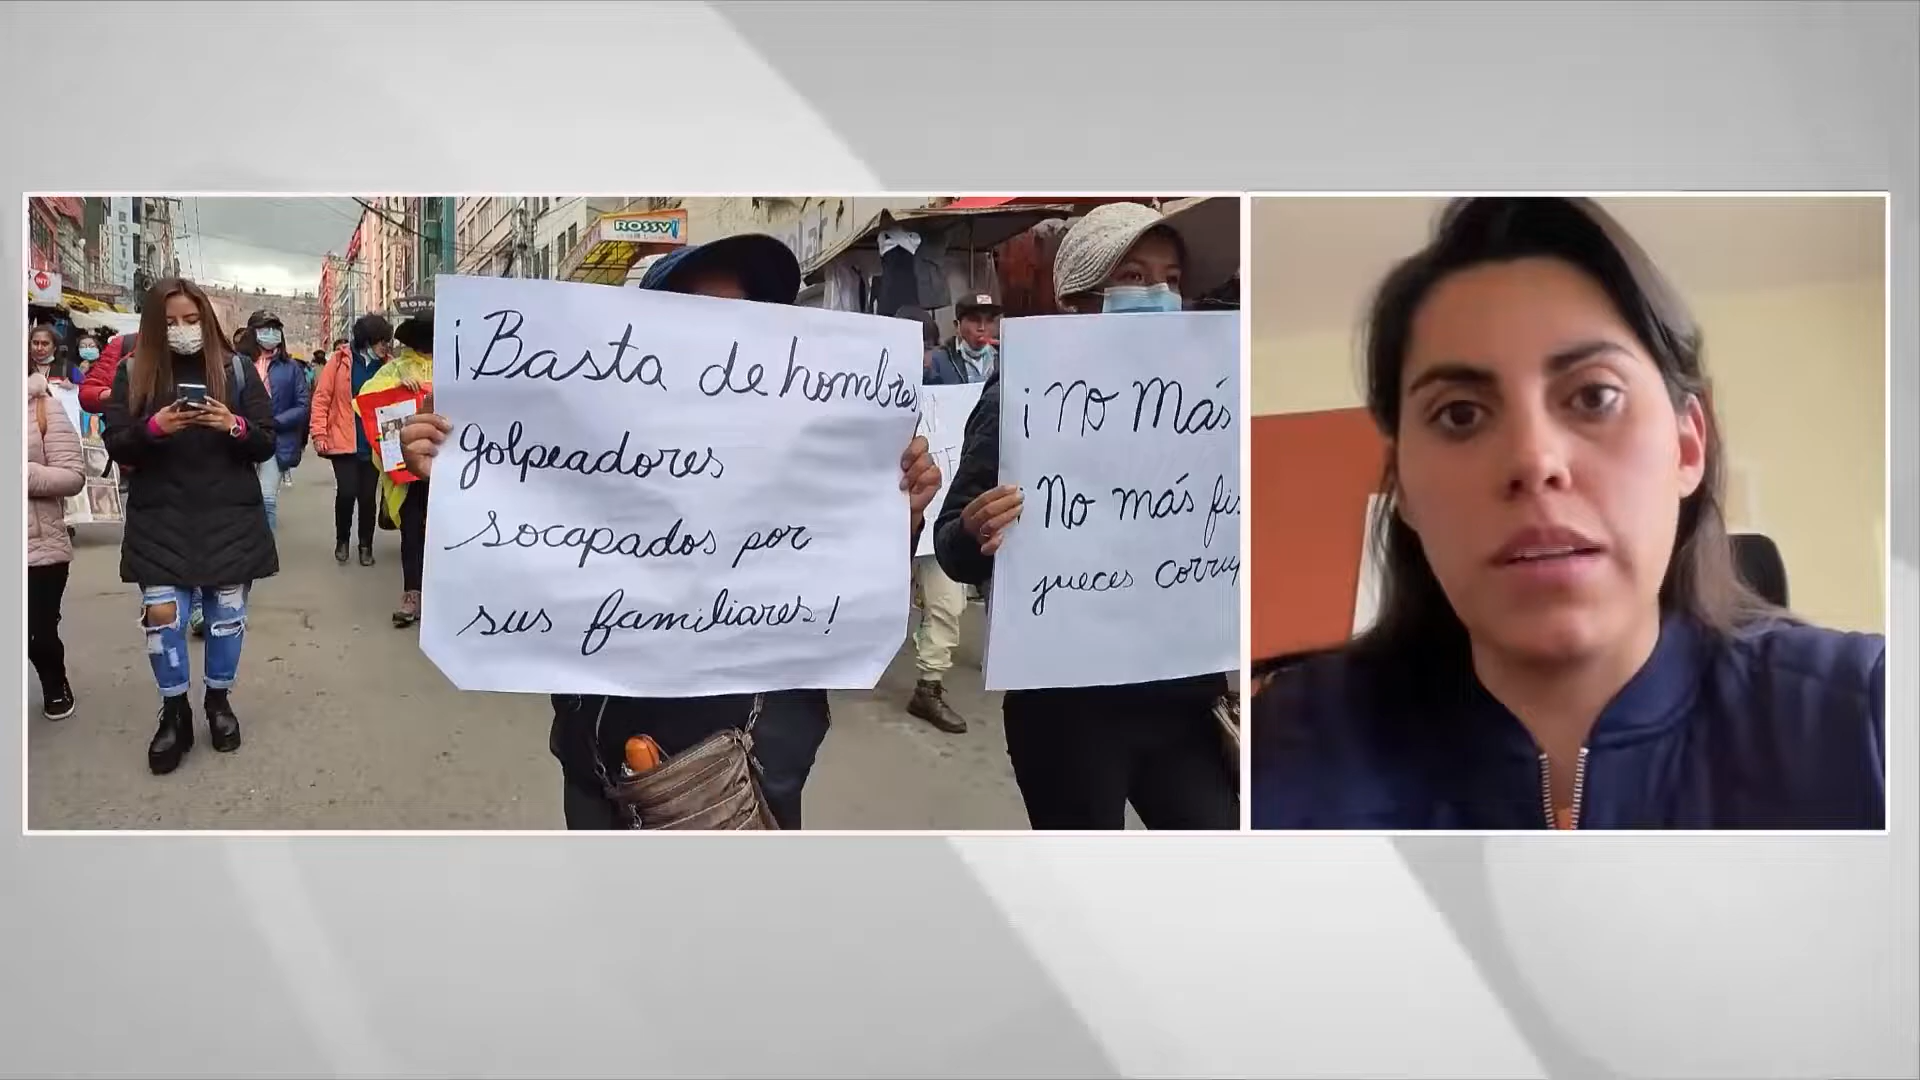 ¡Basta de hombres
golpeadores
socapados por
sus familiares!
¡No Más
¡No más
jueces
ROSSY